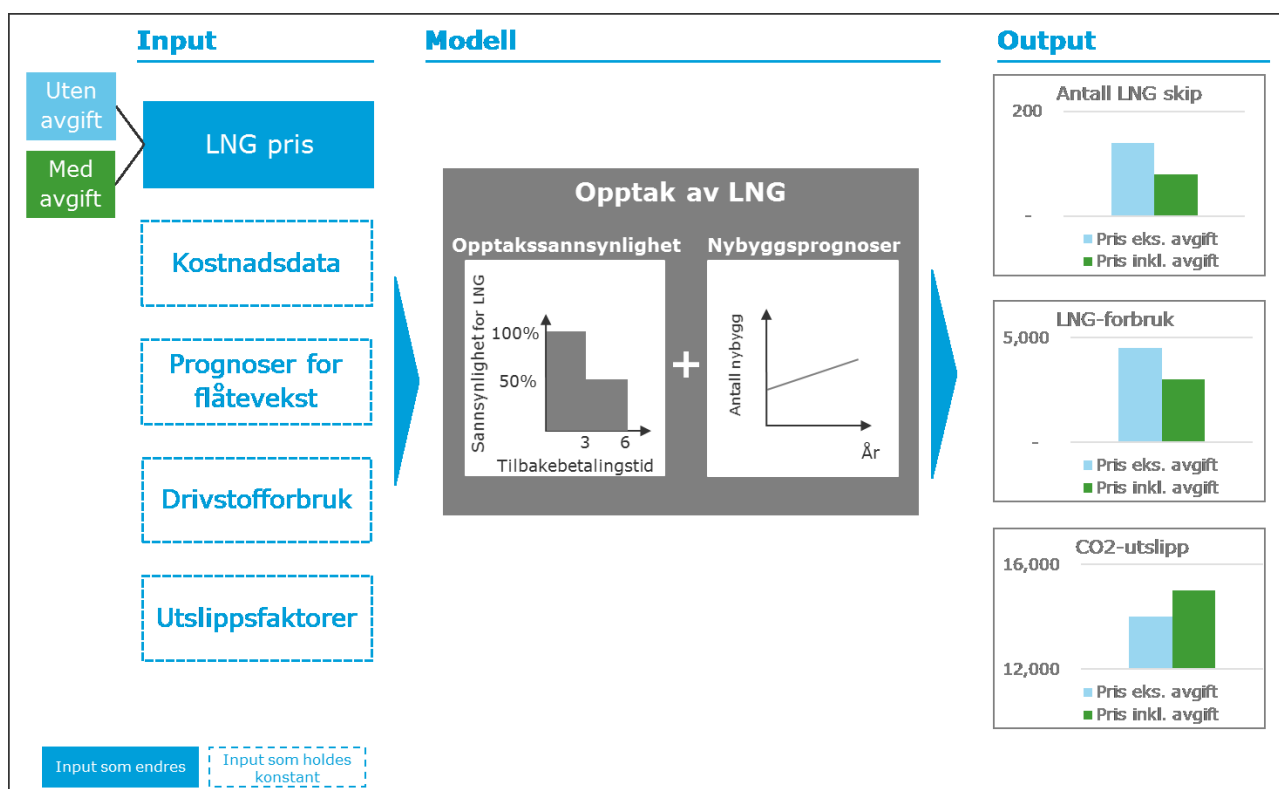 Input
Modell
Output
Uten
avgift
Med
avgift
LNG pris
Kostnadsdata
Prognoser for
flåtevekst
Drivstofforbruk
Utslippsfaktorer
Opptak av LNG
Opptakssannsynlighet
Sannsynlighet for LNG
100%
50%
3
6
Tilbakebetalingstid
+
Nybyggsprognoser
Antall nybygg
År
Antall LNG skip
200
-
Pris eks. avgift
Pris inkl. avgift
LNG-forbruk
5,000
-
Pris eks. avgift
Pris inkl. avgift
CO2-utslipp
16,000
12,000
Pris eks. avgift
Pris inkl. avgift
Input som endres
Input som holdes
konstant